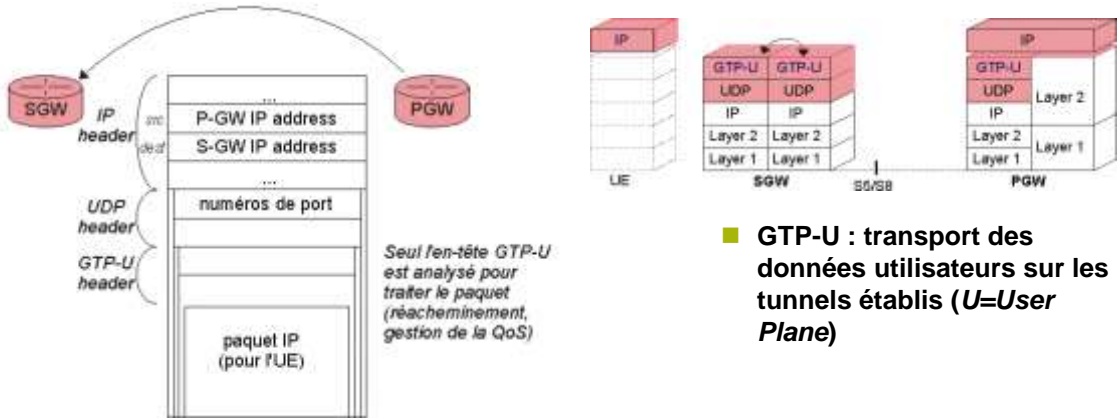 SGW
PGW
IP
header
...
src P-GW IP address
dest S-GW IP address
...
UDP
header
numéros de port
GTP-U
header
paquet IP
(pour l'UE)
Seul l'en-tête GTP-U
est analysé pour
traiter le paquet
(réacheminement,
gestion de la QoS)
IP
UE
GTP-U GTP-U
UDP UDP
IP IP
Layer 2 Layer 2
Layer 1 Layer 1
SGW
S5/S8
IP
GTP-U
UDP
IP
Layer 2
Layer 1
Layer 2
Layer 1
PGW
GTP-U : transport des
données utilisateurs sur les
tunnels établis (U=User
Plane)